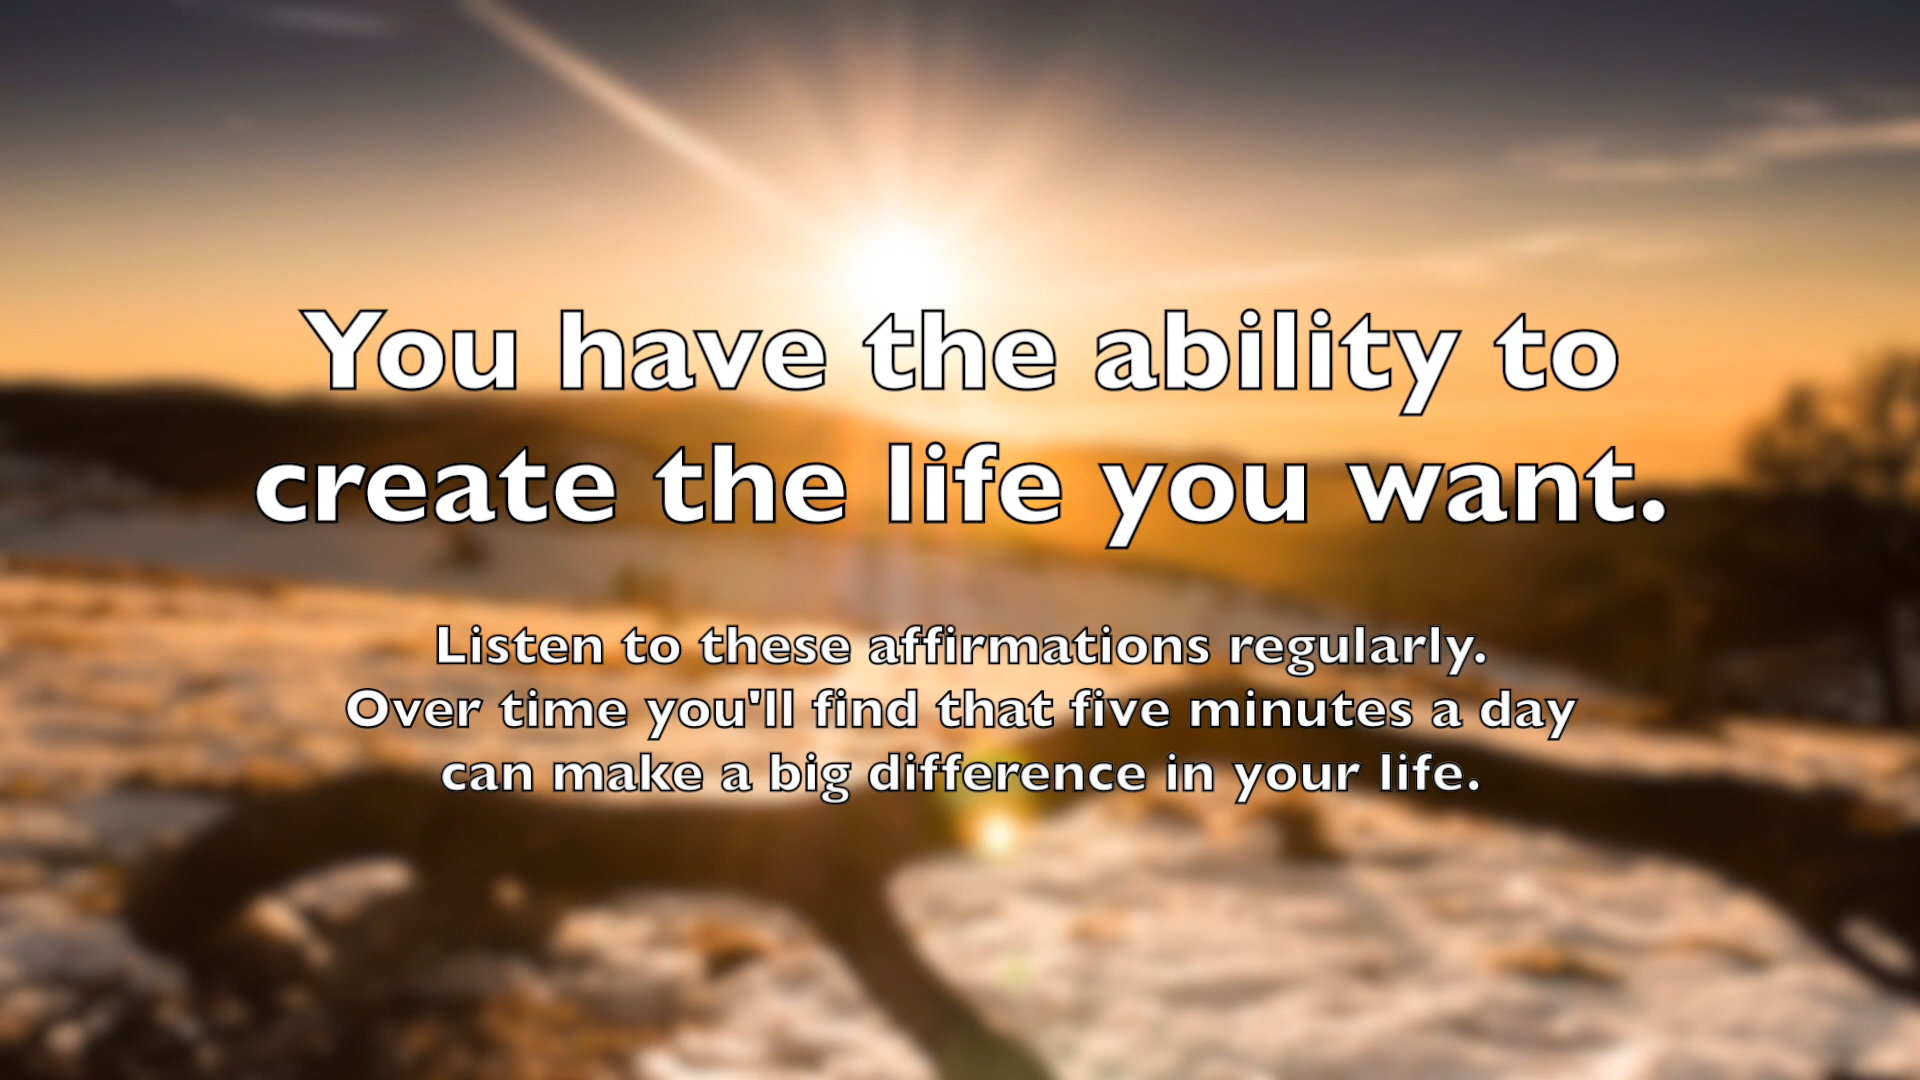 You have the ability to
create the life you want.
Listen to these affirmations regularly.
Over time you'll find that five minutes a day
can make a big difference in your life.